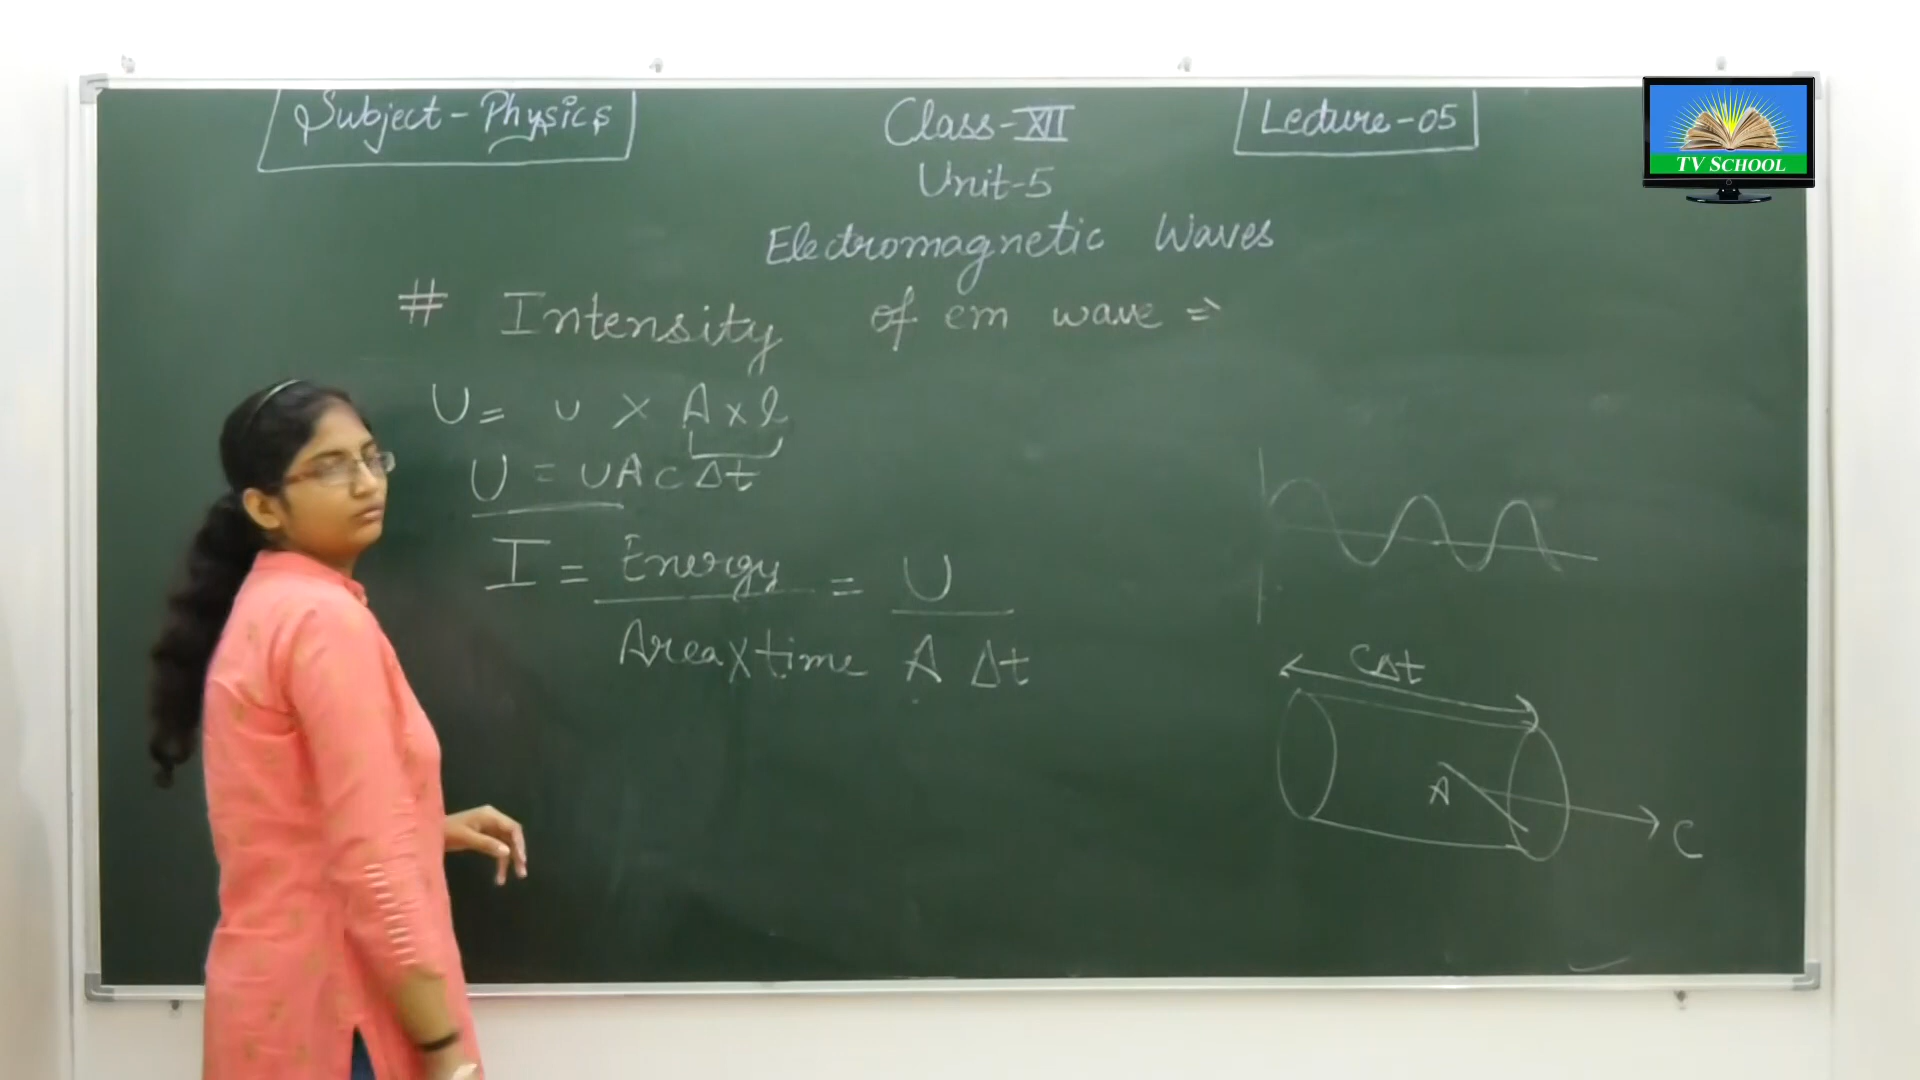 Subject - Physics
Class - XII
Lecture - 05
TV SCHOOL
Unit-5
Electromagnetic Waves
# Intensity of em wave ⇒
U = u × A × l
U = uAcΔt
I = Energy / Area × time = U / A Δt
CΔt
A
C